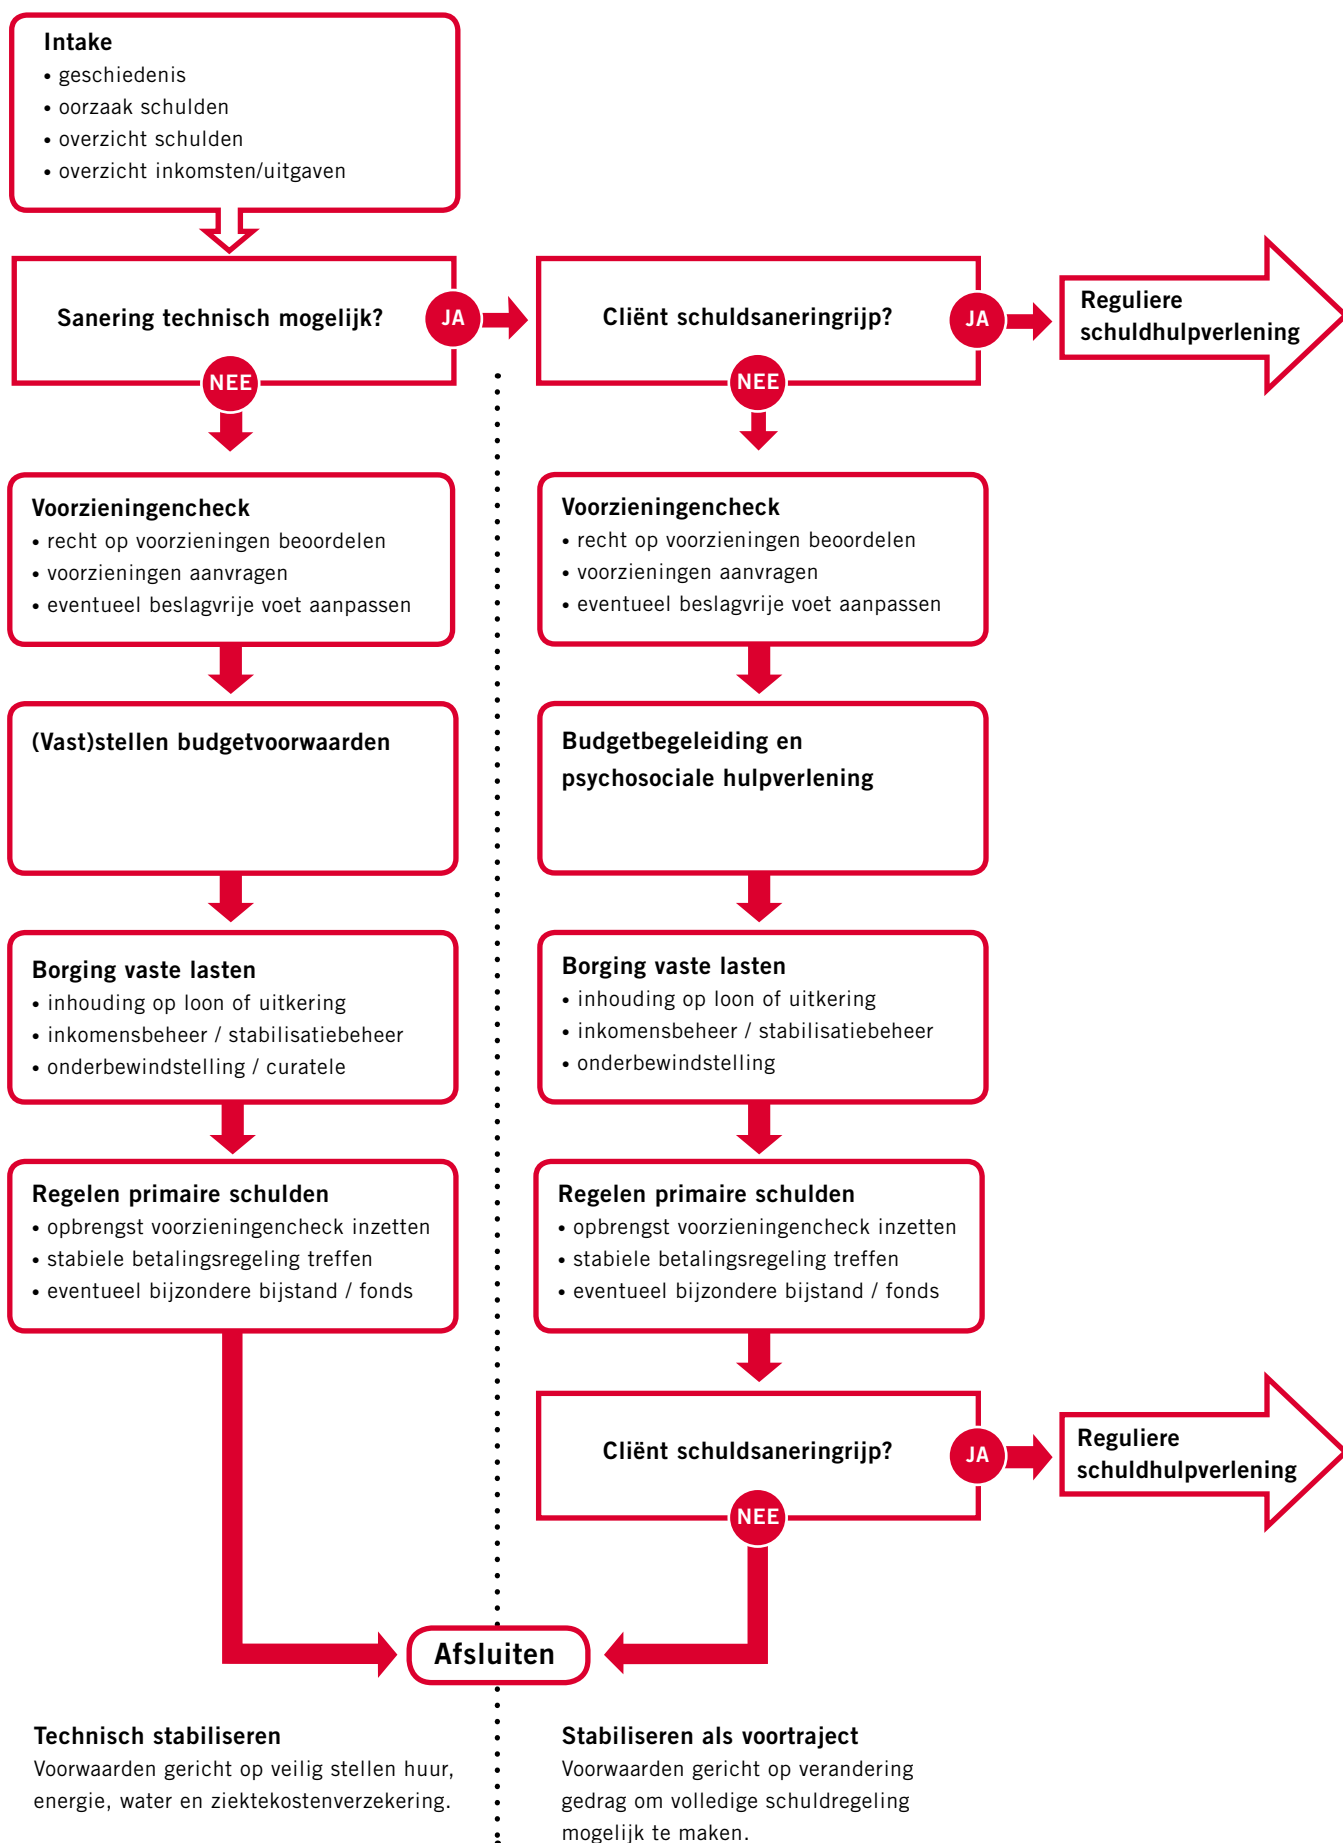 Intake
• geschiedenis
• oorzaak schulden
• overzicht schulden
• overzicht inkomsten/uitgaven
Sanering technisch mogelijk?
JA
NEE
Cliënt schuldsaneringrijp?
JA
NEE
Reguliere
schuldhulpverlening
Voorzieningencheck
• recht op voorzieningen beoordelen
• voorzieningen aanvragen
• eventueel beslagvrije voet aanpassen
(Vast)stellen budgetvoorwaarden
Borging vaste lasten
• inhouding op loon of uitkering
• inkomensbeheer / stabilisatiebeheer
• onderbewindstelling / curatele
Regelen primaire schulden
• opbrengst voorzieningencheck inzetten
• stabiele betalingsregeling treffen
• eventueel bijzondere bijstand / fonds
Voorzieningencheck
• recht op voorzieningen beoordelen
• voorzieningen aanvragen
• eventueel beslagvrije voet aanpassen
Budgetbegeleiding en
psychosociale hulpverlening
Borging vaste lasten
• inhouding op loon of uitkering
• inkomensbeheer / stabilisatiebeheer
• onderbewindstelling
Regelen primaire schulden
• opbrengst voorzieningencheck inzetten
• stabiele betalingsregeling treffen
• eventueel bijzondere bijstand / fonds
Cliënt schuldsaneringrijp?
JA
NEE
Reguliere
schuldhulpverlening
Afsluiten
Technisch stabiliseren
Voorwaarden gericht op veilig stellen huur,
energie, water en ziektekostenverzekering.
Stabiliseren als voortraject
Voorwaarden gericht op verandering
gedrag om volledige schuldregeling
mogelijk te maken.